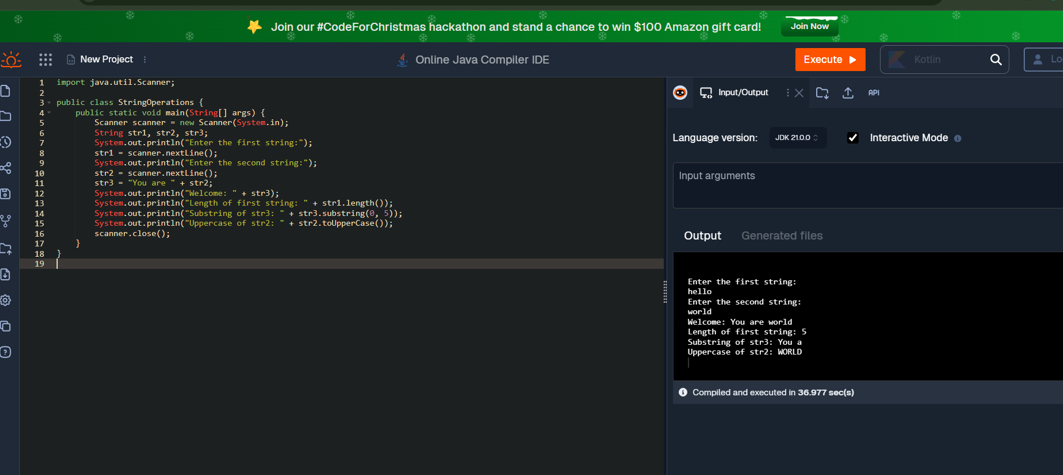 Join our #CodeForChristmas hackathon and stand a chance to win $100 Amazon gift card! Join Now
New Project
Online Java Compiler IDE
Execute
Kotlin
Lo
1 import java.util.Scanner;
2
3 public class StringOperations {
4 public static void main(String[] args) {
5 Scanner scanner = new Scanner(System.in);
6 String str1, str2, str3;
7 System.out.println("Enter the first string:");
8 str1 = scanner.nextLine();
9 System.out.println("Enter the second string:");
10 str2 = scanner.nextLine();
11 str3 = "You are " + str2;
12 System.out.println("Welcome: " + str3);
13 System.out.println("Length of first string: " + str1.length());
14 System.out.println("Substring of str3: " + str3.substring(0, 5));
15 System.out.println("Uppercase of str2: " + str2.toUpperCase());
16 scanner.close();
17 }
18 }
19
Input/Output
API
Language version:
JDK 21.0.0
Interactive Mode
Input arguments
Output
Generated files
Enter the first string:
hello
Enter the second string:
world
Welcome: You are world
Length of first string: 5
Substring of str3: You a
Uppercase of str2: WORLD
Compiled and executed in 36.977 sec(s)